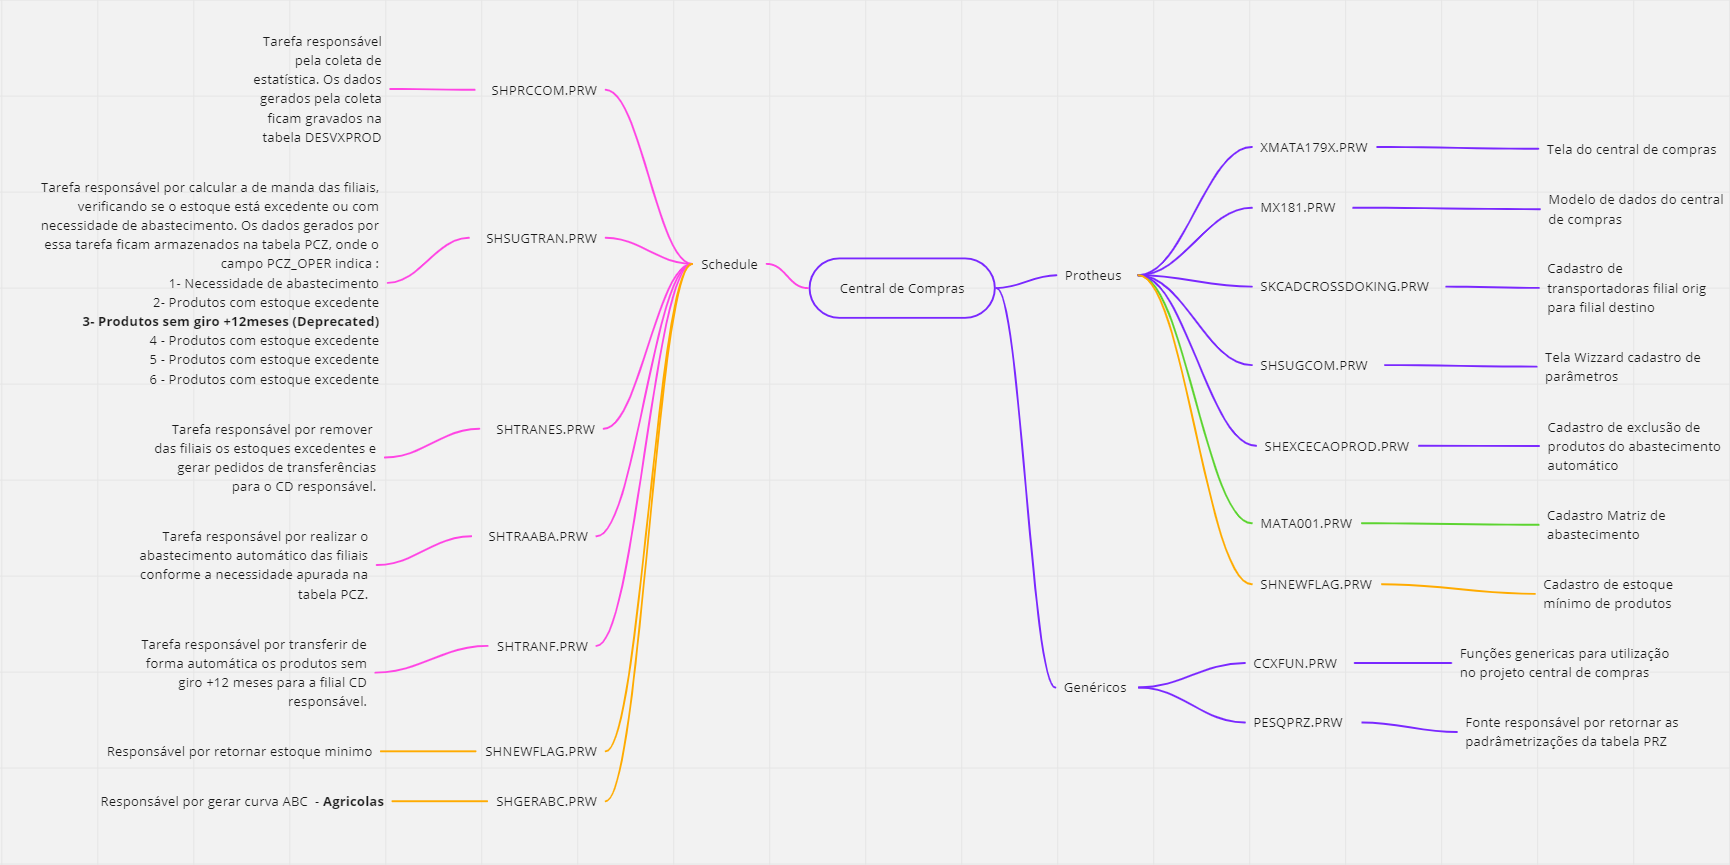 Tarefa responsável
pela coleta de
estatística. Os dados
gerados pela coleta
ficam gravados na
tabela DESVXPROD
SHPRCCOM.PRW
Tarefa responsável por calcular a de manda das filiais,
verificando se o estoque está excedente ou com
necessidade de abastecimento. Os dados gerados por
essa tarefa ficam armazenados na tabela PCZ, onde o
campo PCZ_OPER indica :
1- Necessidade de abastecimento
2- Produtos com estoque excedente
3- Produtos sem giro +12meses (Deprecated)
4 - Produtos com estoque excedente
5 - Produtos com estoque excedente
6 - Produtos com estoque excedente
SHSUGTRAN.PRW
Tarefa responsável por remover
das filiais os estoques excedentes e
gerar pedidos de transferências
para o CD responsável.
SHTRANES.PRW
Tarefa responsável por realizar o
abastecimento automático das filiais
conforme a necessidade apurada na
tabela PCZ.
SHTRAABA.PRW
Tarefa responsável por transferir de
forma automática os produtos sem
giro +12 meses para a filial CD
responsável.
SHTRANF.PRW
Responsável por retornar estoque minimo
SHNEWFLAG.PRW
Responsável por gerar curva ABC - Agricolas
SHGERABC.PRW
Schedule
Central de Compras
Protheus
XMATA179X.PRW
Tela do central de compras
MX181.PRW
Modelo de dados do central
de compras
SKCADCROSSDOKING.PRW
Cadastro de
transportadoras filial orig
para filial destino
SHSUGCOM.PRW
Tela Wizzard cadastro de
parâmetros
SHEXCECAOPROD.PRW
Cadastro de exclusão de
produtos do abastecimento
automático
MATA001.PRW
Cadastro Matriz de
abastecimento
SHNEWFLAG.PRW
Cadastro de estoque
mínimo de produtos
Genéricos
CCXFUN.PRW
Funções genericas para utilização
no projeto central de compras
PESQPRZ.PRW
Fonte responsável por retornar as
padrâmetrizações da tabela PRZ